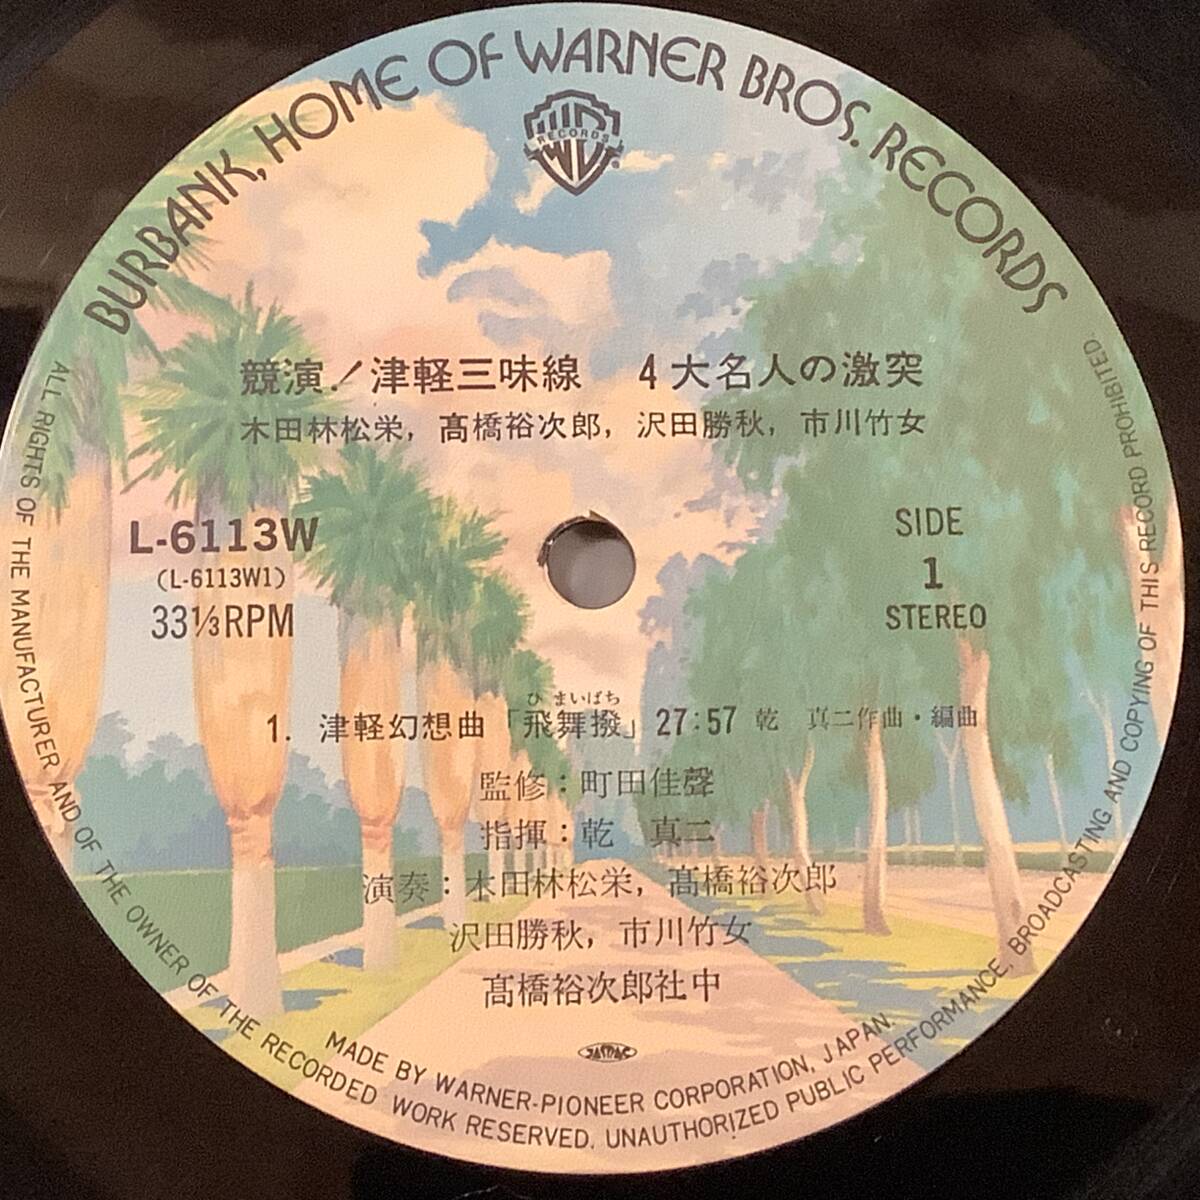 BURBANK, HOME OF WARNER BROS. RECORDS
WB
RECORDS
競演!津軽三味線 4大名人の激突
木田林松栄, 髙橋裕次郎, 沢田勝秋, 市川竹女
L-6113W
(L-6113W1)
33 1/3 RPM
SIDE
1
STEREO
ひ まいばち
1. 津軽幻想曲「飛舞撥」27:57 乾 真二作曲・編曲
監修:町田佳聲
指揮:乾 真二
演奏:木田林松栄, 髙橋裕次郎
沢田勝秋, 市川竹女
髙橋裕次郎社中
JASRAC
MADE BY WARNER-PIONEER CORPORATION, JAPAN.
ALL RIGHTS OF THE MANUFACTURER AND OF THE OWNER OF THE RECORDED WORK RESERVED. UNAUTHORIZED PUBLIC PERFORMANCE, BROADCASTING AND COPYING OF THIS RECORD PROHIBITED.